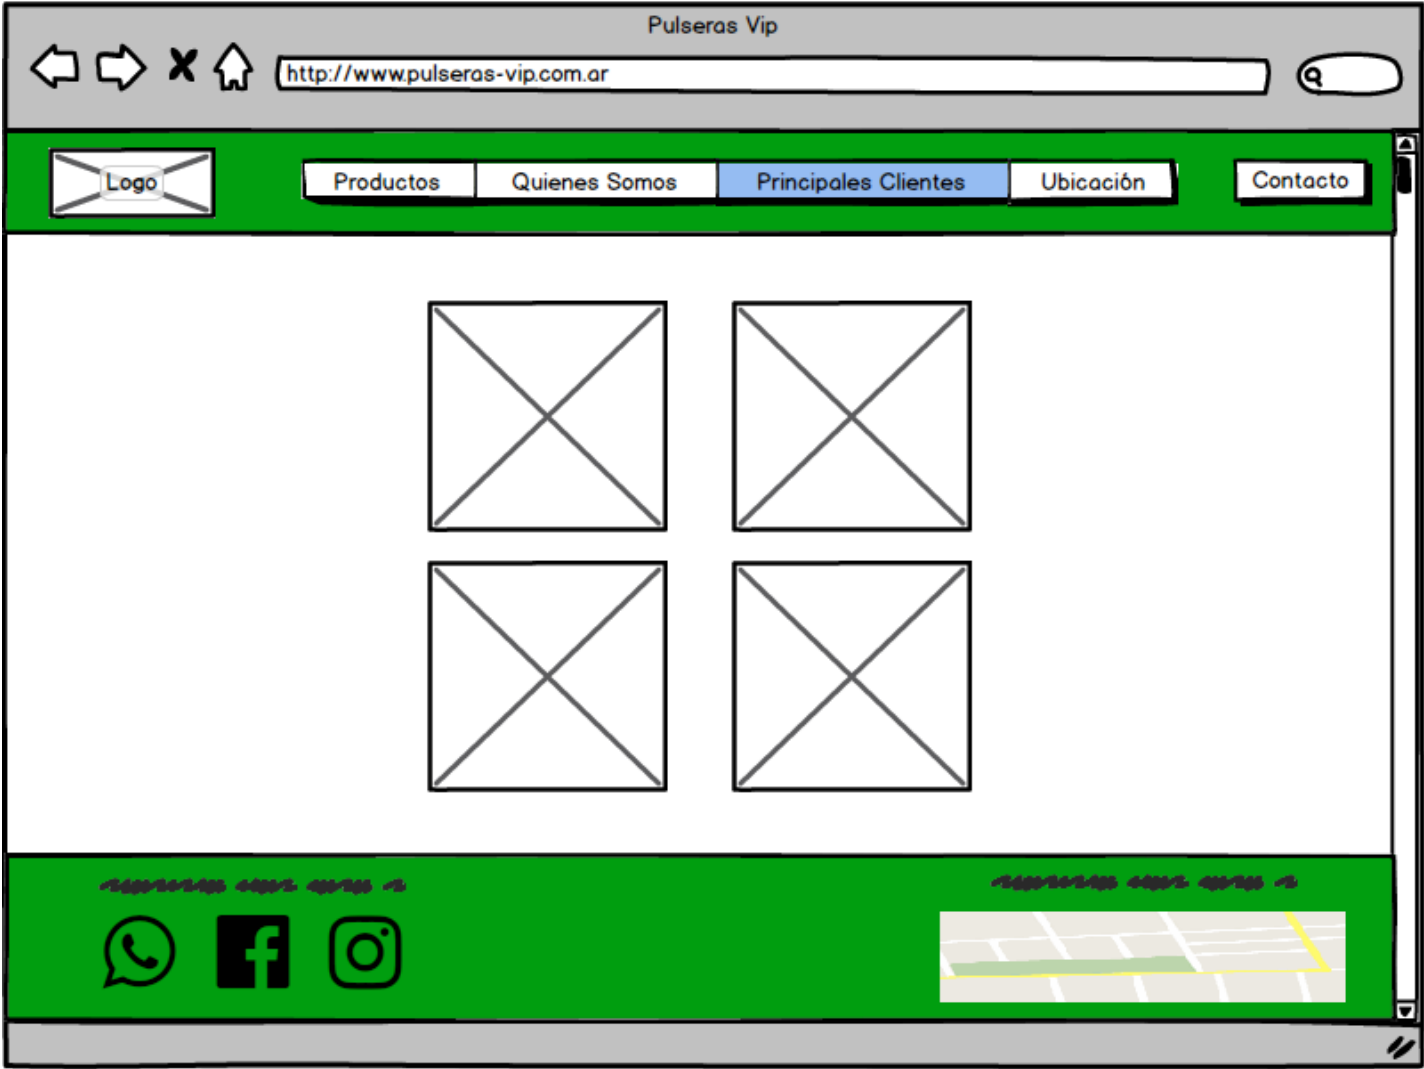 Pulseras Vip
http://www.pulseras-vip.com.ar
Logo
Productos Quienes Somos Principales Clientes Ubicación Contacto